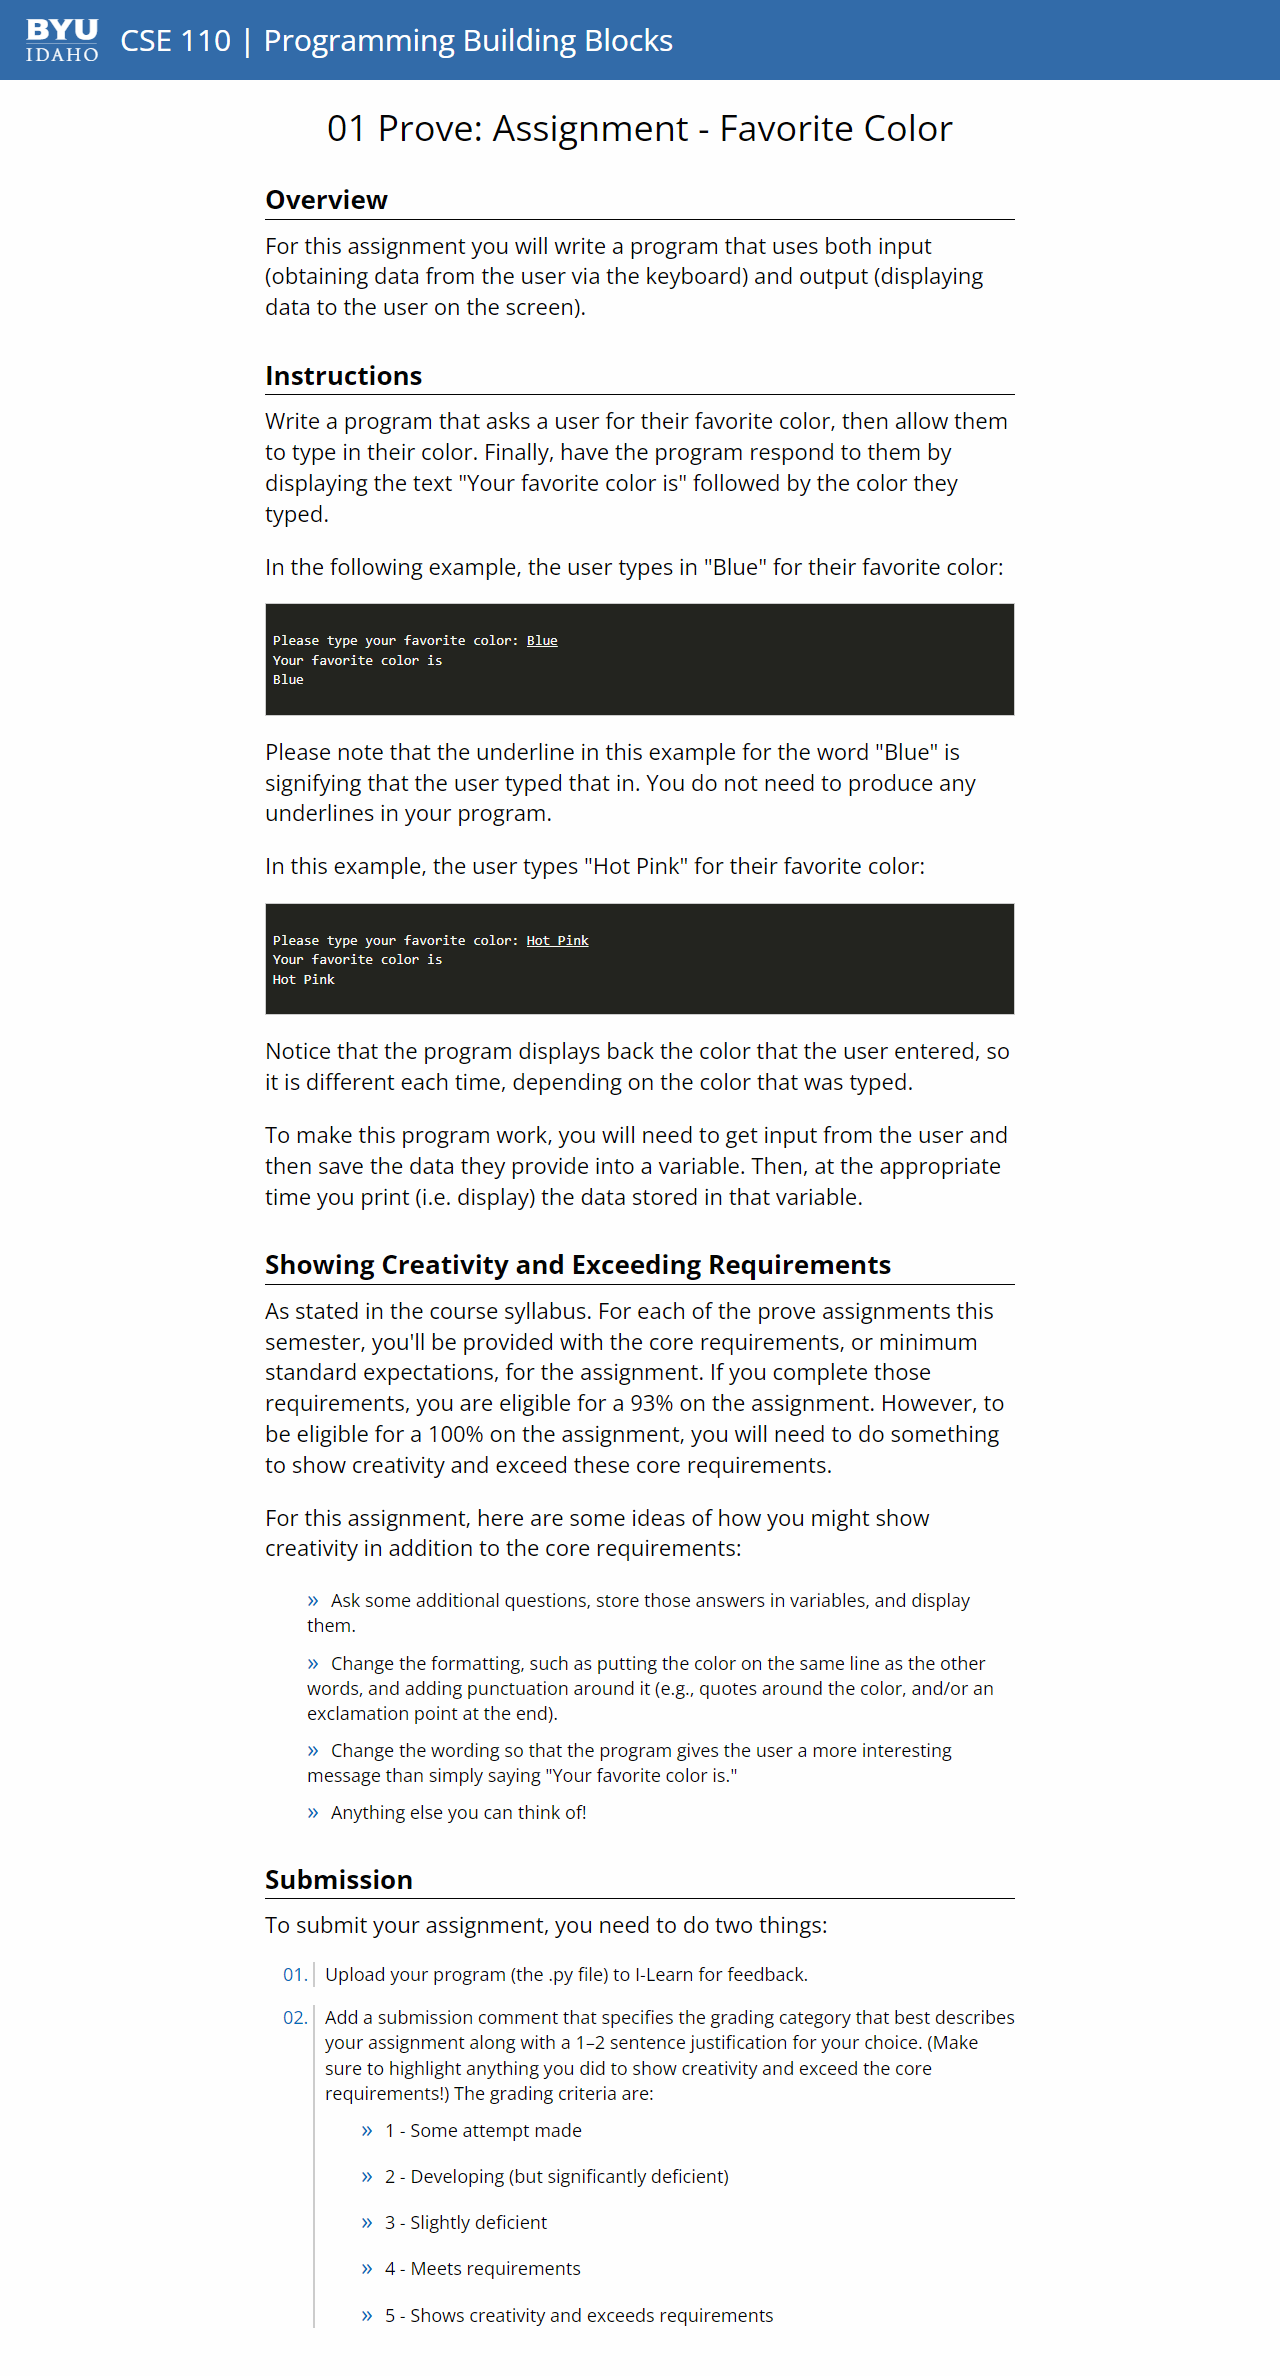 BYU
IDAHO
CSE 110 | Programming Building Blocks
01 Prove: Assignment - Favorite Color
Overview
For this assignment you will write a program that uses both input
(obtaining data from the user via the keyboard) and output (displaying
data to the user on the screen).
Instructions
Write a program that asks a user for their favorite color, then allow them
to type in their color. Finally, have the program respond to them by
displaying the text "Your favorite color is" followed by the color they
typed.
In the following example, the user types in "Blue" for their favorite color:
Please type your favorite color: Blue
Your favorite color is
Blue
Please note that the underline in this example for the word "Blue" is
signifying that the user typed that in. You do not need to produce any
underlines in your program.
In this example, the user types "Hot Pink" for their favorite color:
Please type your favorite color: Hot Pink
Your favorite color is
Hot Pink
Notice that the program displays back the color that the user entered, so
it is different each time, depending on the color that was typed.
To make this program work, you will need to get input from the user and
then save the data they provide into a variable. Then, at the appropriate
time you print (i.e. display) the data stored in that variable.
Showing Creativity and Exceeding Requirements
As stated in the course syllabus. For each of the prove assignments this
semester, you'll be provided with the core requirements, or minimum
standard expectations, for the assignment. If you complete those
requirements, you are eligible for a 93% on the assignment. However, to
be eligible for a 100% on the assignment, you will need to do something
to show creativity and exceed these core requirements.
For this assignment, here are some ideas of how you might show
creativity in addition to the core requirements:
» Ask some additional questions, store those answers in variables, and display
them.
» Change the formatting, such as putting the color on the same line as the other
words, and adding punctuation around it (e.g., quotes around the color, and/or an
exclamation point at the end).
» Change the wording so that the program gives the user a more interesting
message than simply saying "Your favorite color is."
» Anything else you can think of!
Submission
To submit your assignment, you need to do two things:
01. Upload your program (the .py file) to I-Learn for feedback.
02. Add a submission comment that specifies the grading category that best describes
your assignment along with a 1–2 sentence justification for your choice. (Make
sure to highlight anything you did to show creativity and exceed the core
requirements!) The grading criteria are:
» 1 - Some attempt made
» 2 - Developing (but significantly deficient)
» 3 - Slightly deficient
» 4 - Meets requirements
» 5 - Shows creativity and exceeds requirements